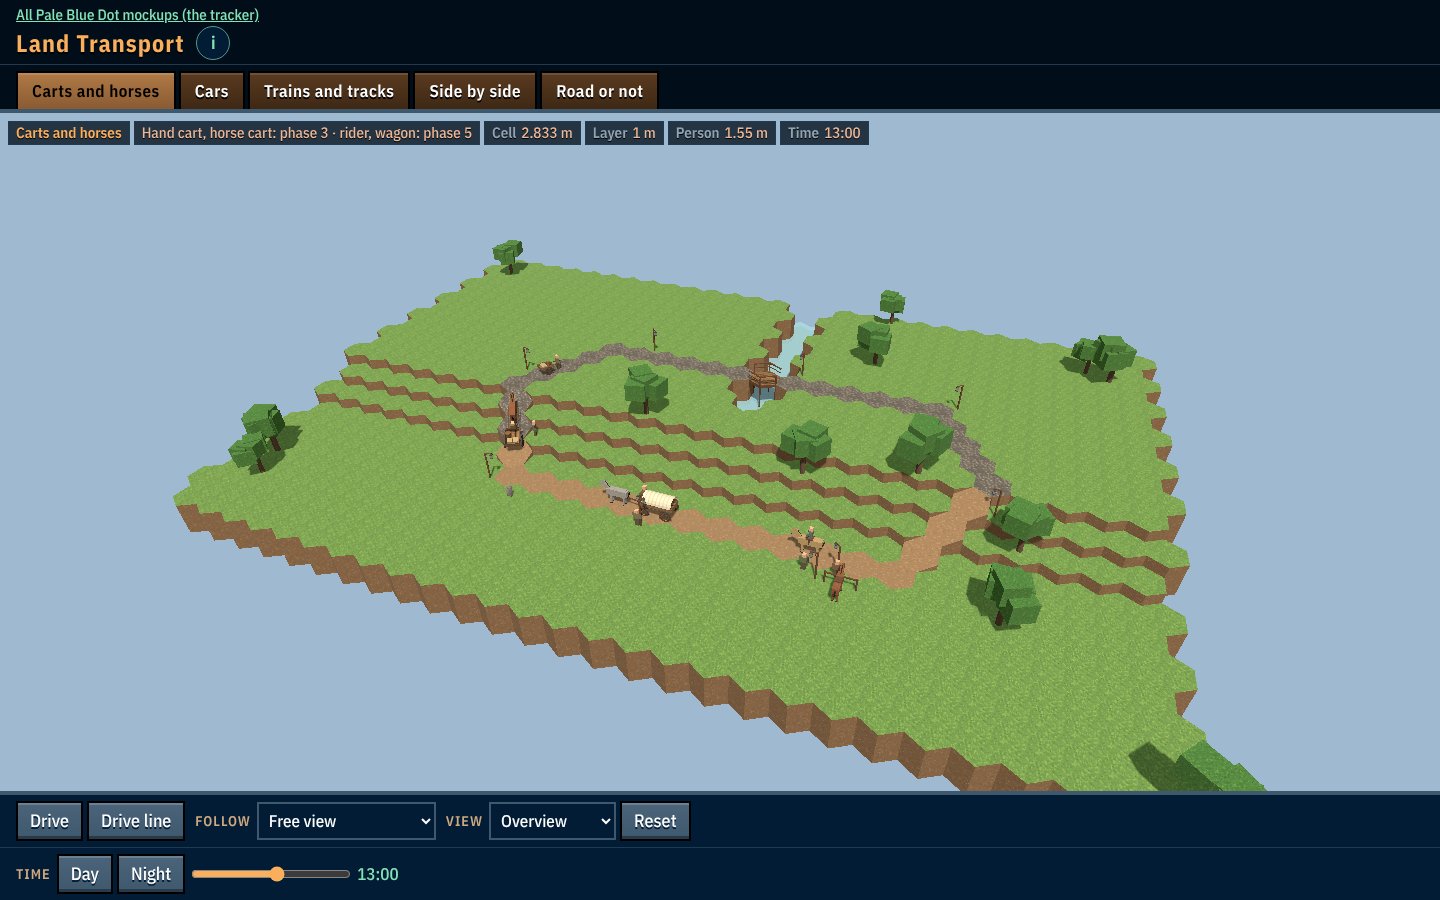 All Pale Blue Dot mockups (the tracker)
Land Transport i
Carts and horses Cars Trains and tracks Side by side Road or not
Carts and horses Hand cart, horse cart: phase 3 · rider, wagon: phase 5 Cell 2.833 m Layer 1 m Person 1.55 m Time 13:00
Drive Drive line FOLLOW Free view VIEW Overview Reset
TIME Day Night 13:00